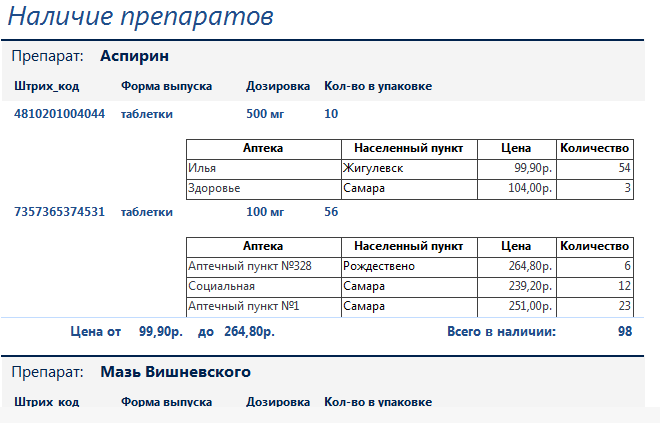 Наличие препаратов
Препарат: Аспирин
Штрих_код Форма выпуска Дозировка Кол-во в упаковке
4810201004044 таблетки 500 мг 10
Аптека Населенный пункт Цена Количество
Илья Жигулевск 99,90р. 54
Здоровье Самара 104,00р. 3
7357365374531 таблетки 100 мг 56
Аптека Населенный пункт Цена Количество
Аптечный пункт №328 Рождествено 264,80р. 6
Социальная Самара 239,20р. 12
Аптечный пункт №1 Самара 251,00р. 23
Цена от 99,90р. до 264,80р. Всего в наличии: 98
Препарат: Мазь Вишневского
Штрих_код Форма выпуска Дозировка Кол-во в упаковке